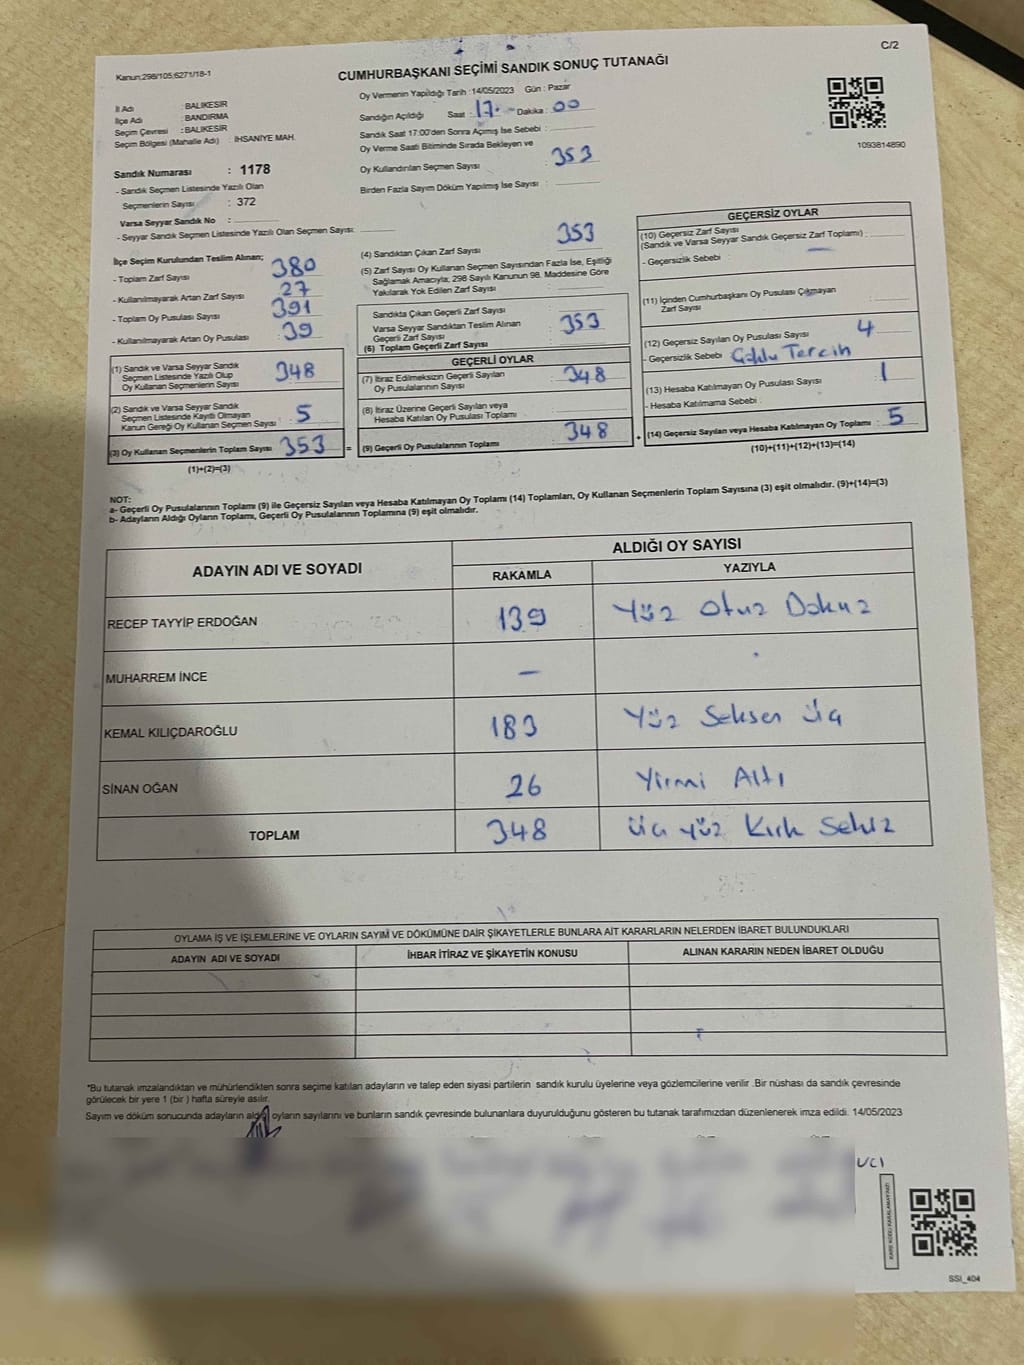 C/2
Kanun:298/105;6271/18-1
CUMHURBAŞKANI SEÇİMİ SANDIK SONUÇ TUTANAĞI
İl Adı : BALIKESİR
İlçe Adı : BANDIRMA
Seçim Çevresi : BALIKESİR
Seçim Bölgesi (Mahalle Adı) : İHSANİYE MAH.
Sandık Numarası : 1178
- Sandık Seçmen Listesinde Yazılı Olan
Seçmenlerin Sayısı : 372
Varsa Seyyar Sandık No :
- Seyyar Sandık Seçmen Listesinde Yazılı Olan Seçmen Sayısı:
Oy Vermenin Yapıldığı Tarih :14/05/2023 Gün : Pazar
Sandığın Açıldığı Saat : 17. Dakika : 00
Sandık Saat 17:00'den Sonra Açımış İse Sebebi :
Oy Verme Saati Bitiminde Sırada Bekleyen ve
Oy Kullandırılan Seçmen Sayısı : 353
Birden Fazla Sayım Döküm Yapılmış İse Sayısı :
1093814890
İlçe Seçim Kurulundan Teslim Alınan;
- Toplam Zarf Sayısı : 380
- Kullanılmayarak Artan Zarf Sayısı : 27
- Toplam Oy Pusulası Sayısı : 391
- Kullanılmayarak Artan Oy Pusulası : 39
(1) Sandık ve Varsa Seyyar Sandık
Seçmen Listesinde Yazılı Olup
Oy Kullanan Seçmenlerin Sayısı : 348
(2) Sandık ve Varsa Seyyar Sandık
Seçmen Listesinde Kayıtlı Olmayan
Kanun Gereği Oy Kullanan Seçmen Sayısı : 5
(3) Oy Kullanan Seçmenlerin Toplam Sayısı : 353 =
(1)+(2)=(3)
(4) Sandıktan Çıkan Zarf Sayısı : 353
(5) Zarf Sayısı Oy Kullanan Seçmen Sayısından Fazla İse, Eşitliği
Sağlamak Amacıyla; 298 Sayılı Kanunun 98. Maddesine Göre
Yakılarak Yok Edilen Zarf Sayısı :
Sandıkta Çıkan Geçerli Zarf Sayısı
Varsa Seyyar Sandıktan Teslim Alınan
Geçerli Zarf Sayısı : 353
(6) Toplam Geçerli Zarf Sayısı
GEÇERLİ OYLAR
(7) İtiraz Edilmeksizin Geçerli Sayılan
Oy Pusulalarının Sayısı : 348
(8) İtiraz Üzerine Geçerli Sayılan veya
Hesaba Katılan Oy Pusulası Toplamı :
(9) Geçerli Oy Pusulalarının Toplamı : 348 +
GEÇERSİZ OYLAR
(10) Geçersiz Zarf Sayısı
(Sandık ve Varsa Seyyar Sandık Geçersiz Zarf Toplamı) :
- Geçersizlik Sebebi : —
(11) İçinden Cumhurbaşkanı Oy Pusulası Çıkmayan
Zarf Sayısı :
(12) Geçersiz Sayılan Oy Pusulası Sayısı : 4
- Geçersizlik Sebebi : Çoklu Tercih
(13) Hesaba Katılmayan Oy Pusulası Sayısı : 1
- Hesaba Katılmama Sebebi :
(14) Geçersiz Sayılan veya Hesaba Katılmayan Oy Toplamı : 5
(10)+(11)+(12)+(13)=(14)
NOT:
a- Geçerli Oy Pusulalarının Toplamı (9) ile Geçersiz Sayılan veya Hesaba Katılmayan Oy Toplamı (14) Toplamları, Oy Kullanan Seçmenlerin Toplam Sayısına (3) eşit olmalıdır. (9)+(14)=(3)
b- Adayların Aldığı Oyların Toplamı, Geçerli Oy Pusulalarının Toplamına (9) eşit olmalıdır.
ADAYIN ADI VE SOYADI ALDIĞI OY SAYISI
RAKAMLA YAZIYLA
RECEP TAYYİP ERDOĞAN 139 Yüz Otuz Dokuz
MUHARREM İNCE —
KEMAL KILIÇDAROĞLU 183 Yüz Seksen Üç
SİNAN OĞAN 26 Yirmi Altı
TOPLAM 348 Üç Yüz Kırk Sekiz
OYLAMA İŞ VE İŞLEMLERİNE VE OYLARIN SAYIM VE DÖKÜMÜNE DAİR ŞİKAYETLERLE BUNLARA AİT KARARLARIN NELERDEN İBARET BULUNDUKLARI
ADAYIN ADI VE SOYADI İHBAR İTİRAZ VE ŞİKAYETİN KONUSU ALINAN KARARIN NEDEN İBARET OLDUĞU
*Bu tutanak imzalandıktan ve mühürlendikten sonra seçime katılan adayların ve talep eden siyasi partilerin sandık kurulu üyelerine veya gözlemcilerine verilir .Bir nüshası da sandık çevresinde
görülecek bir yere 1 (bir ) hafta süreyle asılır.
Sayım ve döküm sonucunda adayların aldığı oyların sayılarını ve bunların sandık çevresinde bulunanlara duyurulduğunu gösteren bu tutanak tarafımızdan düzenlenerek imza edildi. 14/05/2023
UCI
KARE KODU KARALAMAYINIZ!
SSI_404